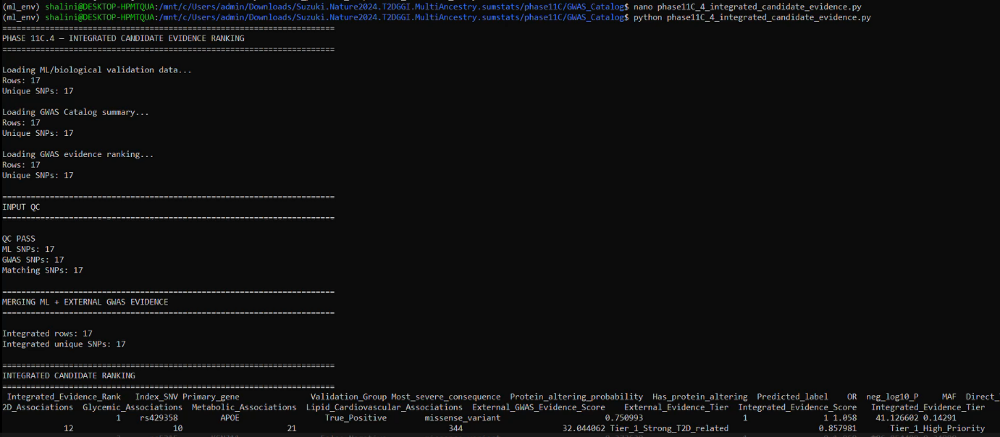 (ml_env) shalini@DESKTOP-HPMTQUA:/mnt/c/Users/admin/Downloads/Suzuki.Nature2024.T2DGGI.MultiAncestry.sumstats/phase11C/GWAS_Catalog$ nano phase11C_4_integrated_candidate_evidence.py
(ml_env) shalini@DESKTOP-HPMTQUA:/mnt/c/Users/admin/Downloads/Suzuki.Nature2024.T2DGGI.MultiAncestry.sumstats/phase11C/GWAS_Catalog$ python phase11C_4_integrated_candidate_evidence.py
======================================================================
PHASE 11C.4 — INTEGRATED CANDIDATE EVIDENCE RANKING
======================================================================
Loading ML/biological validation data...
Rows: 17
Unique SNPs: 17
Loading GWAS Catalog summary...
Rows: 17
Unique SNPs: 17
Loading GWAS evidence ranking...
Rows: 17
Unique SNPs: 17
======================================================================
INPUT QC
======================================================================
QC PASS
ML SNPs: 17
GWAS SNPs: 17
Matching SNPs: 17
======================================================================
MERGING ML + EXTERNAL GWAS EVIDENCE
======================================================================
Integrated rows: 17
Integrated unique SNPs: 17
======================================================================
INTEGRATED CANDIDATE RANKING
======================================================================
Integrated_Evidence_Rank Index_SNV Primary_gene Validation_Group Most_severe_consequence Protein_altering_probability Has_protein_altering Predicted_label OR neg_log10_P MAF Direct_
2D_Associations Glycemic_Associations Metabolic_Associations Lipid_Cardiovascular_Associations External_GWAS_Evidence_Score External_Evidence_Tier Integrated_Evidence_Score Integrated_Evidence_Tier
1 rs429358 APOE True_Positive missense_variant 0.750993 1 1 1.058 41.126602 0.14291
12 10 21 344 32.044062 Tier_1_Strong_T2D_related 0.857981 Tier_1_High_Priority